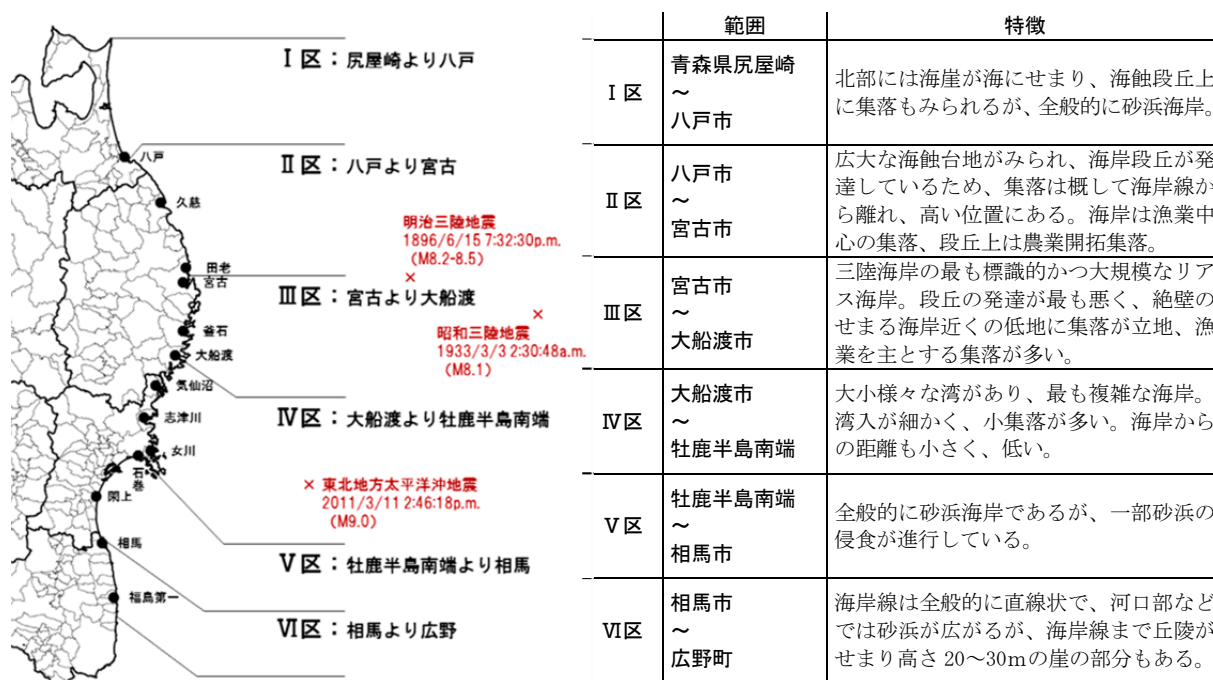 Ⅰ区：尻屋崎より八戸
八戸
Ⅱ区：八戸より宮古
久慈
明治三陸地震
1896/6/15 7:32:30p.m.
(M8.2-8.5)
×
田老
宮古
Ⅲ区：宮古より大船渡
×
釜石
昭和三陸地震
1933/3/3 2:30:48a.m.
(M8.1)
大船渡
気仙沼
志津川
Ⅳ区：大船渡より牡鹿半島南端
女川
石巻
× 東北地方太平洋沖地震
2011/3/11 2:46:18p.m.
(M9.0)
閖上
相馬
Ⅴ区：牡鹿半島南端より相馬
福島第一
Ⅵ区：相馬より広野
範囲
特徴
Ⅰ区
青森県尻屋崎
～
八戸市
北部には海崖が海にせまり、海蝕段丘上
に集落もみられるが、全般的に砂浜海岸。
Ⅱ区
八戸市
～
宮古市
広大な海蝕台地がみられ、海岸段丘が発
達しているため、集落は概して海岸線か
ら離れ、高い位置にある。海岸は漁業中
心の集落、段丘上は農業開拓集落。
Ⅲ区
宮古市
～
大船渡市
三陸海岸の最も標識的かつ大規模なリア
ス海岸。段丘の発達が最も悪く、絶壁の
せまる海岸近くの低地に集落が立地、漁
業を主とする集落が多い。
Ⅳ区
大船渡市
～
牡鹿半島南端
大小様々な湾があり、最も複雑な海岸。
湾入が細かく、小集落が多い。海岸から
の距離も小さく、低い。
Ⅴ区
牡鹿半島南端
～
相馬市
全般的に砂浜海岸であるが、一部砂浜の
侵食が進行している。
Ⅵ区
相馬市
～
広野町
海岸線は全般的に直線状で、河口部など
では砂浜が広がるが、海岸線まで丘陵が
せまり高さ 20～30mの崖の部分もある。